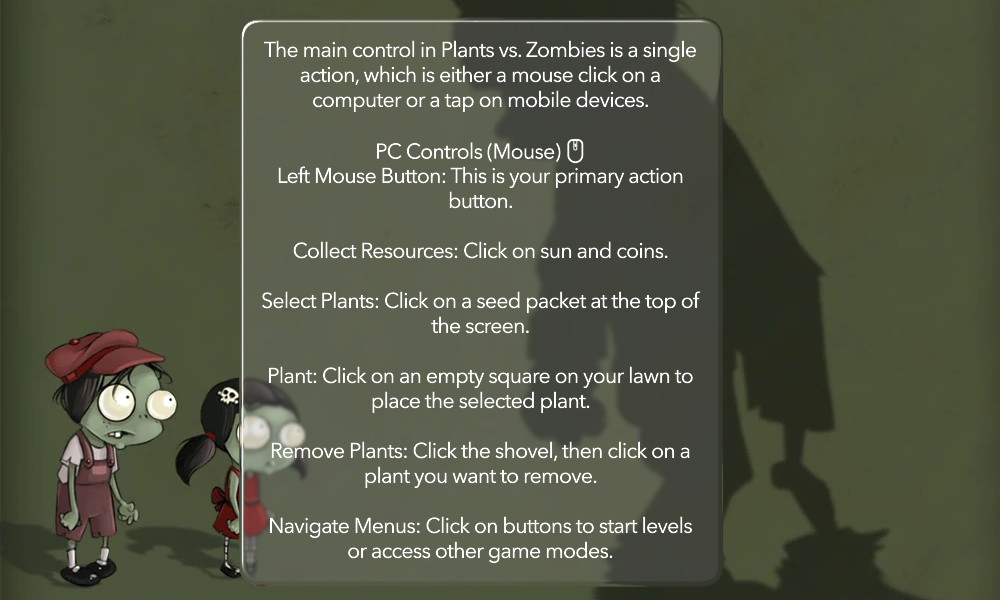 The main control in Plants vs. Zombies is a single
action, which is either a mouse click on a
computer or a tap on mobile devices.
PC Controls (Mouse)
Left Mouse Button: This is your primary action
button.
Collect Resources: Click on sun and coins.
Select Plants: Click on a seed packet at the top of
the screen.
Plant: Click on an empty square on your lawn to
place the selected plant.
Remove Plants: Click the shovel, then click on a
plant you want to remove.
Navigate Menus: Click on buttons to start levels
or access other game modes.